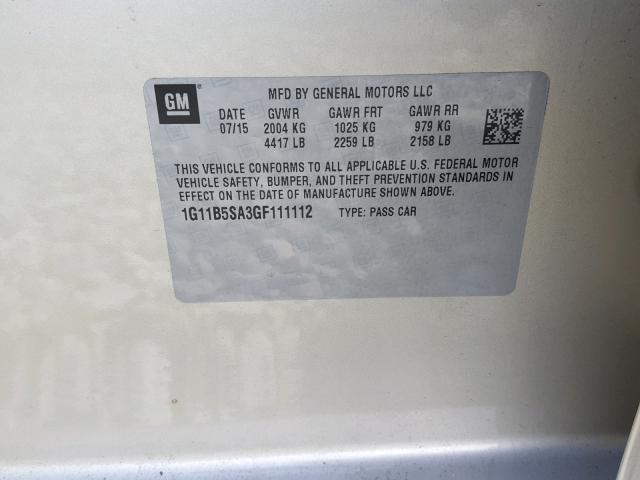 GM MFD BY GENERAL MOTORS LLC
DATE GVWR GAWR FRT GAWR RR
07/15 2004 KG 1025 KG 979 KG
4417 LB 2259 LB 2158 LB
THIS VEHICLE CONFORMS TO ALL APPLICABLE U.S. FEDERAL MOTOR
VEHICLE SAFETY, BUMPER, AND THEFT PREVENTION STANDARDS IN
EFFECT ON THE DATE OF MANUFACTURE SHOWN ABOVE.
1G11B5SA3GF111112 TYPE: PASS CAR